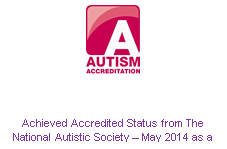 A
AUTISM
ACCREDITATION
Achieved Accredited Status from The
National Autistic Society – May 2014 as a